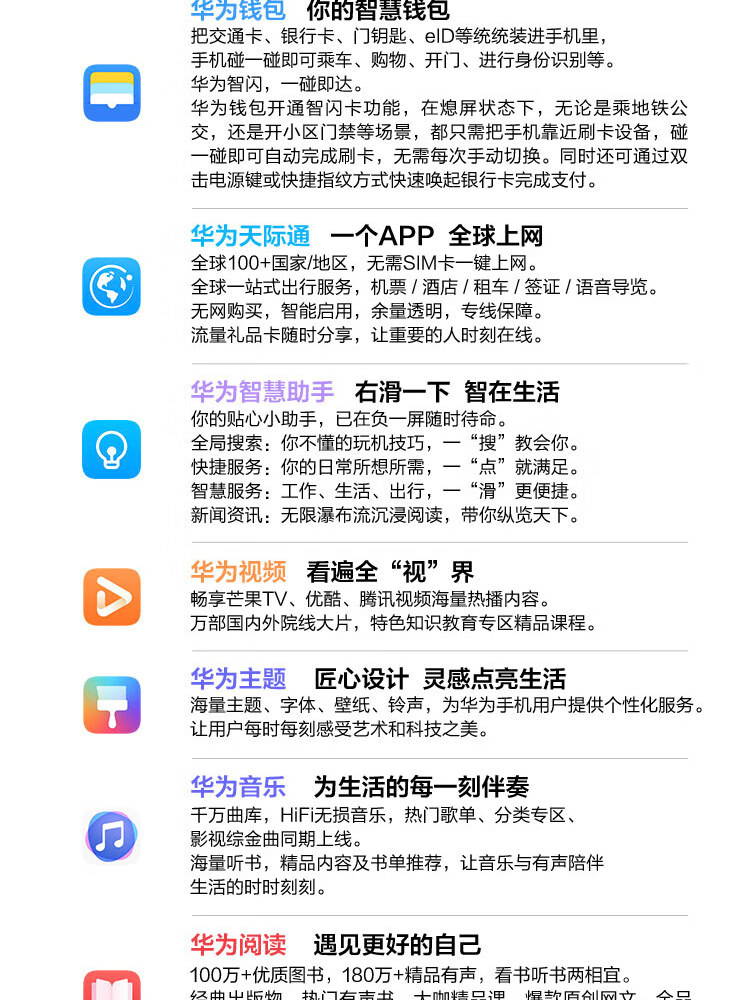 华为钱包 你的智慧钱包
把交通卡、银行卡、门钥匙、eID等统统装进手机里，
手机碰一碰即可乘车、购物、开门、进行身份识别等。
华为智闪，一碰即达。
华为钱包开通智闪卡功能，在熄屏状态下，无论是乘地铁公
交，还是开小区门禁等场景，都只需把手机靠近刷卡设备，碰
一碰即可自动完成刷卡，无需每次手动切换。同时还可通过双
击电源键或快捷指纹方式快速唤起银行卡完成支付。
华为天际通 一个APP 全球上网
全球100+国家/地区，无需SIM卡一键上网。
全球一站式出行服务，机票 / 酒店 / 租车 / 签证 / 语音导览。
无网购买，智能启用，余量透明，专线保障。
流量礼品卡随时分享，让重要的人时刻在线。
华为智慧助手 右滑一下 智在生活
你的贴心小助手，已在负一屏随时待命。
全局搜索：你不懂的玩机技巧，一“搜”教会你。
快捷服务：你的日常所想所需，一“点”就满足。
智慧服务：工作、生活、出行，一“滑”更便捷。
新闻资讯：无限瀑布流沉浸阅读，带你纵览天下。
华为视频 看遍全“视”界
畅享芒果TV、优酷、腾讯视频海量热播内容。
万部国内外院线大片，特色知识教育专区精品课程。
华为主题 匠心设计 灵感点亮生活
海量主题、字体、壁纸、铃声，为华为手机用户提供个性化服务。
让用户每时每刻感受艺术和科技之美。
华为音乐 为生活的每一刻伴奏
千万曲库，HiFi无损音乐，热门歌单、分类专区、
影视综金曲同期上线。
海量听书，精品内容及书单推荐，让音乐与有声陪伴
生活的时时刻刻。
华为阅读 遇见更好的自己
100万+优质图书，180万+精品有声，看书听书两相宜。
经典出版物、热门有声书、大咖精品课、爆款原创网文，全品